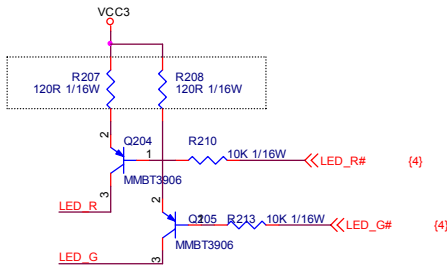 VCC3
R207
R208
120R 1/16W
120R 1/16W
2
Q204
R210
1
10K 1/16W
LED_R#
{4}
MMBT3906
3
2
LED_R
Q205
R213
10K 1/16W
LED_G#
{4}
MMBT3906
LED_G
3